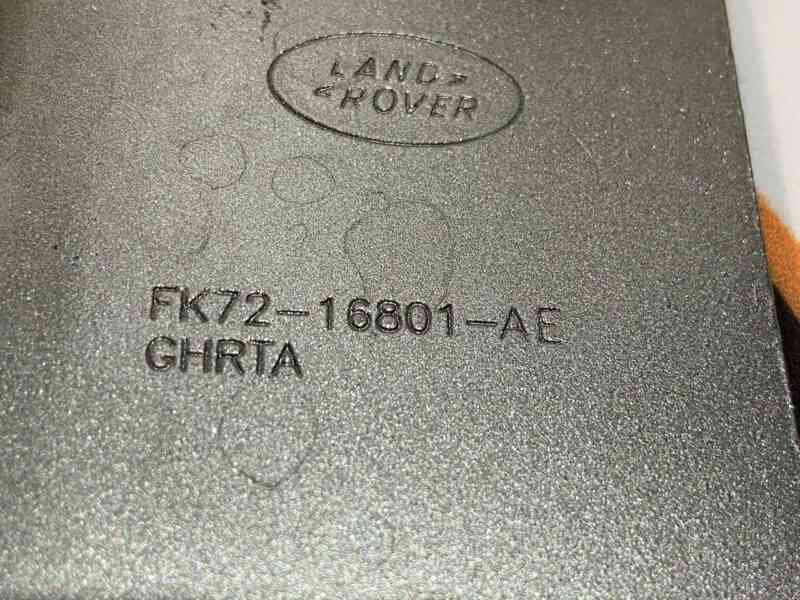 LAND
ROVER
FK72-16801-AE
GHRTA